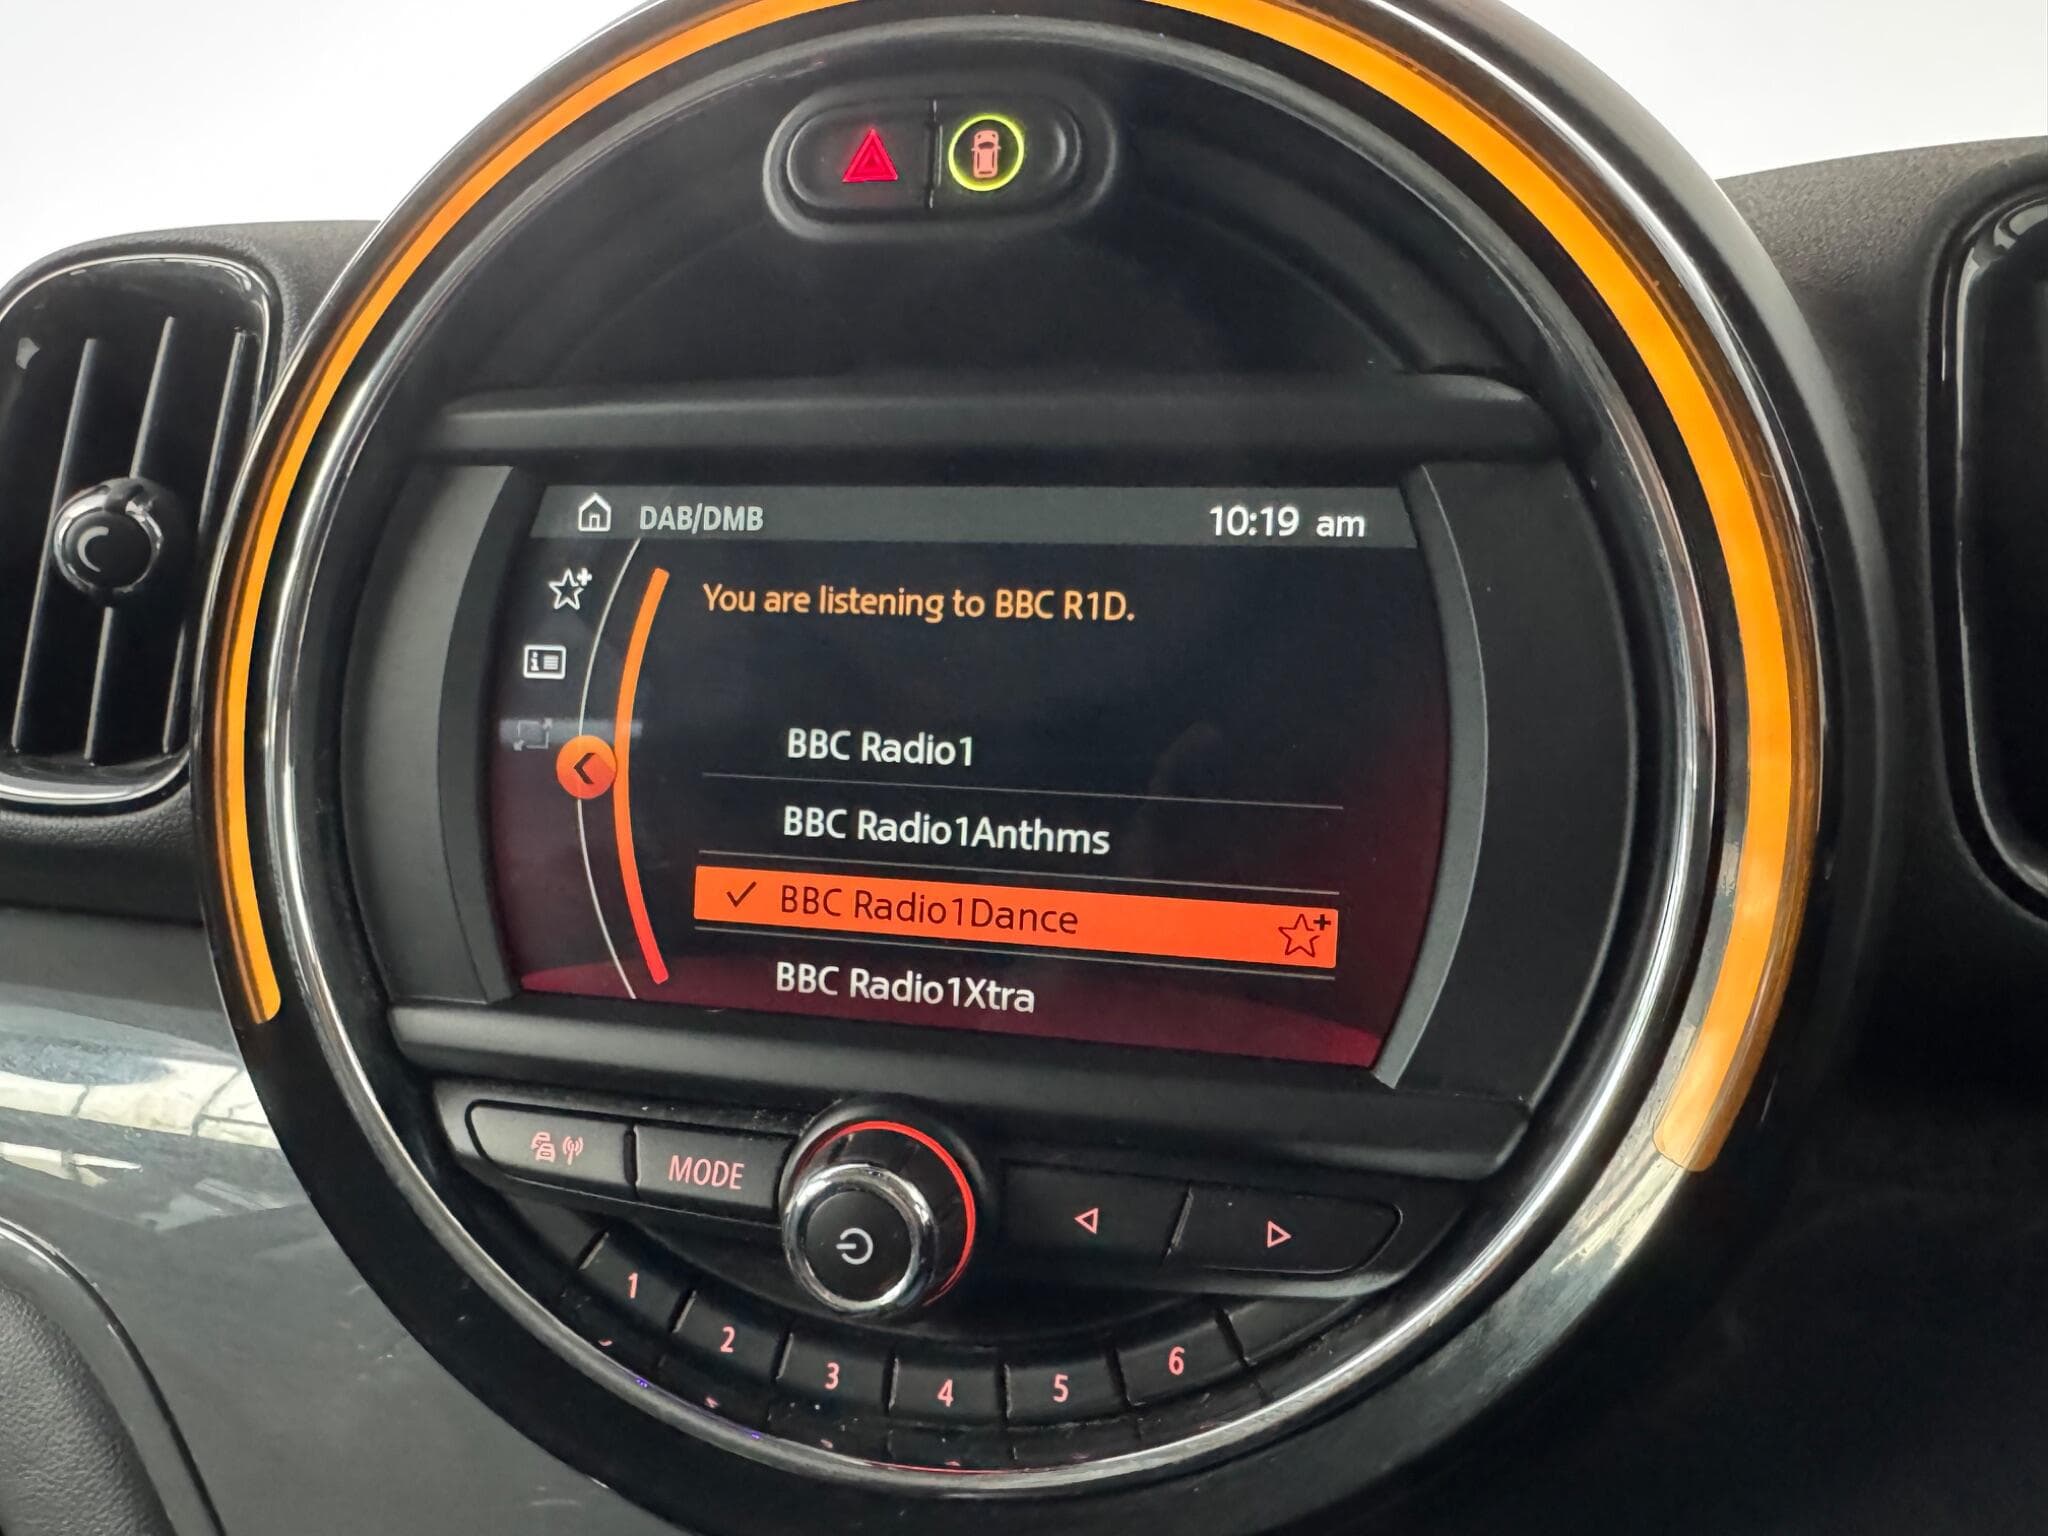 DAB/DMB 10:19 am
You are listening to BBC R1D.
BBC Radio1
BBC Radio1Anthms
BBC Radio1Dance
BBC Radio1Xtra
MODE
1
2
3
4
5
6